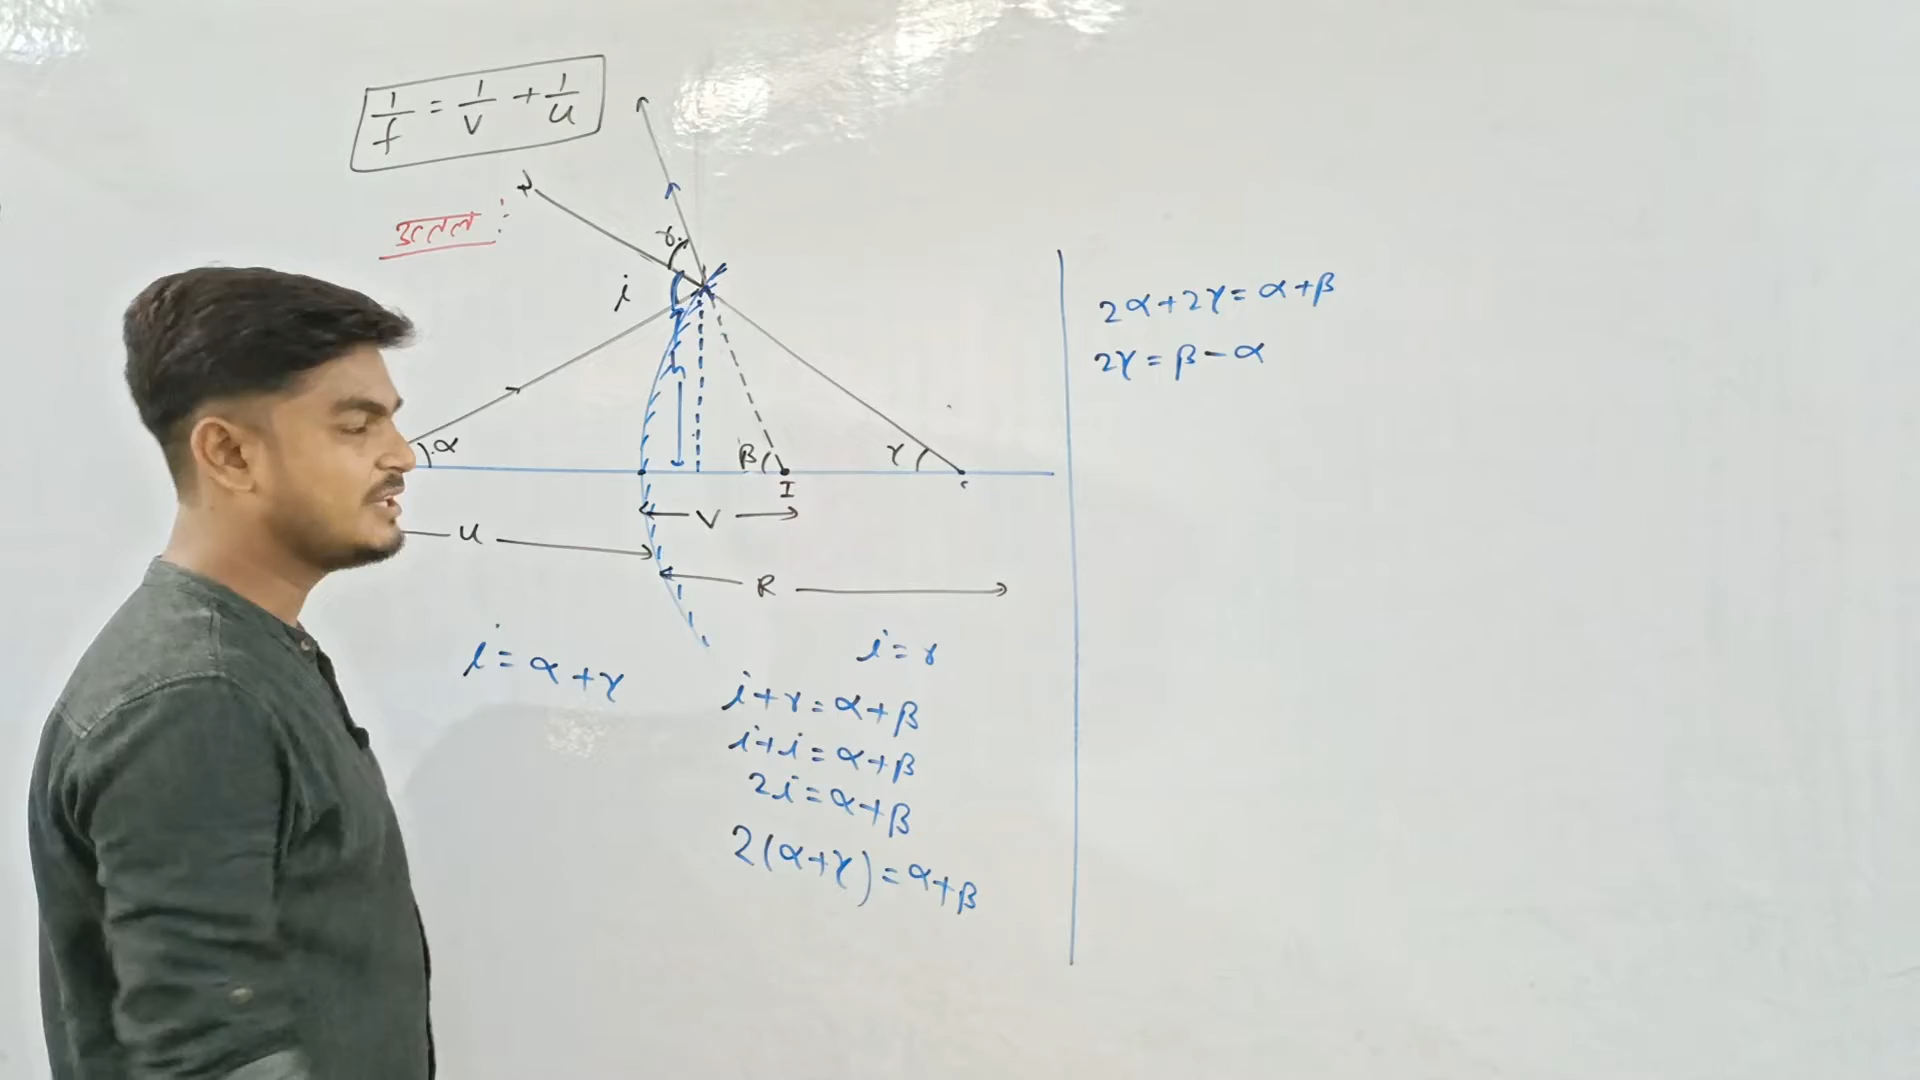 1/f = 1/v + 1/u
उत्तल :
r
i
h
α
β
γ
I
c
V
u
R
i = α + γ
i = r
i + r = α + β
i + i = α + β
2i = α + β
2(α + γ) = α + β
2α + 2γ = α + β
2γ = β - α